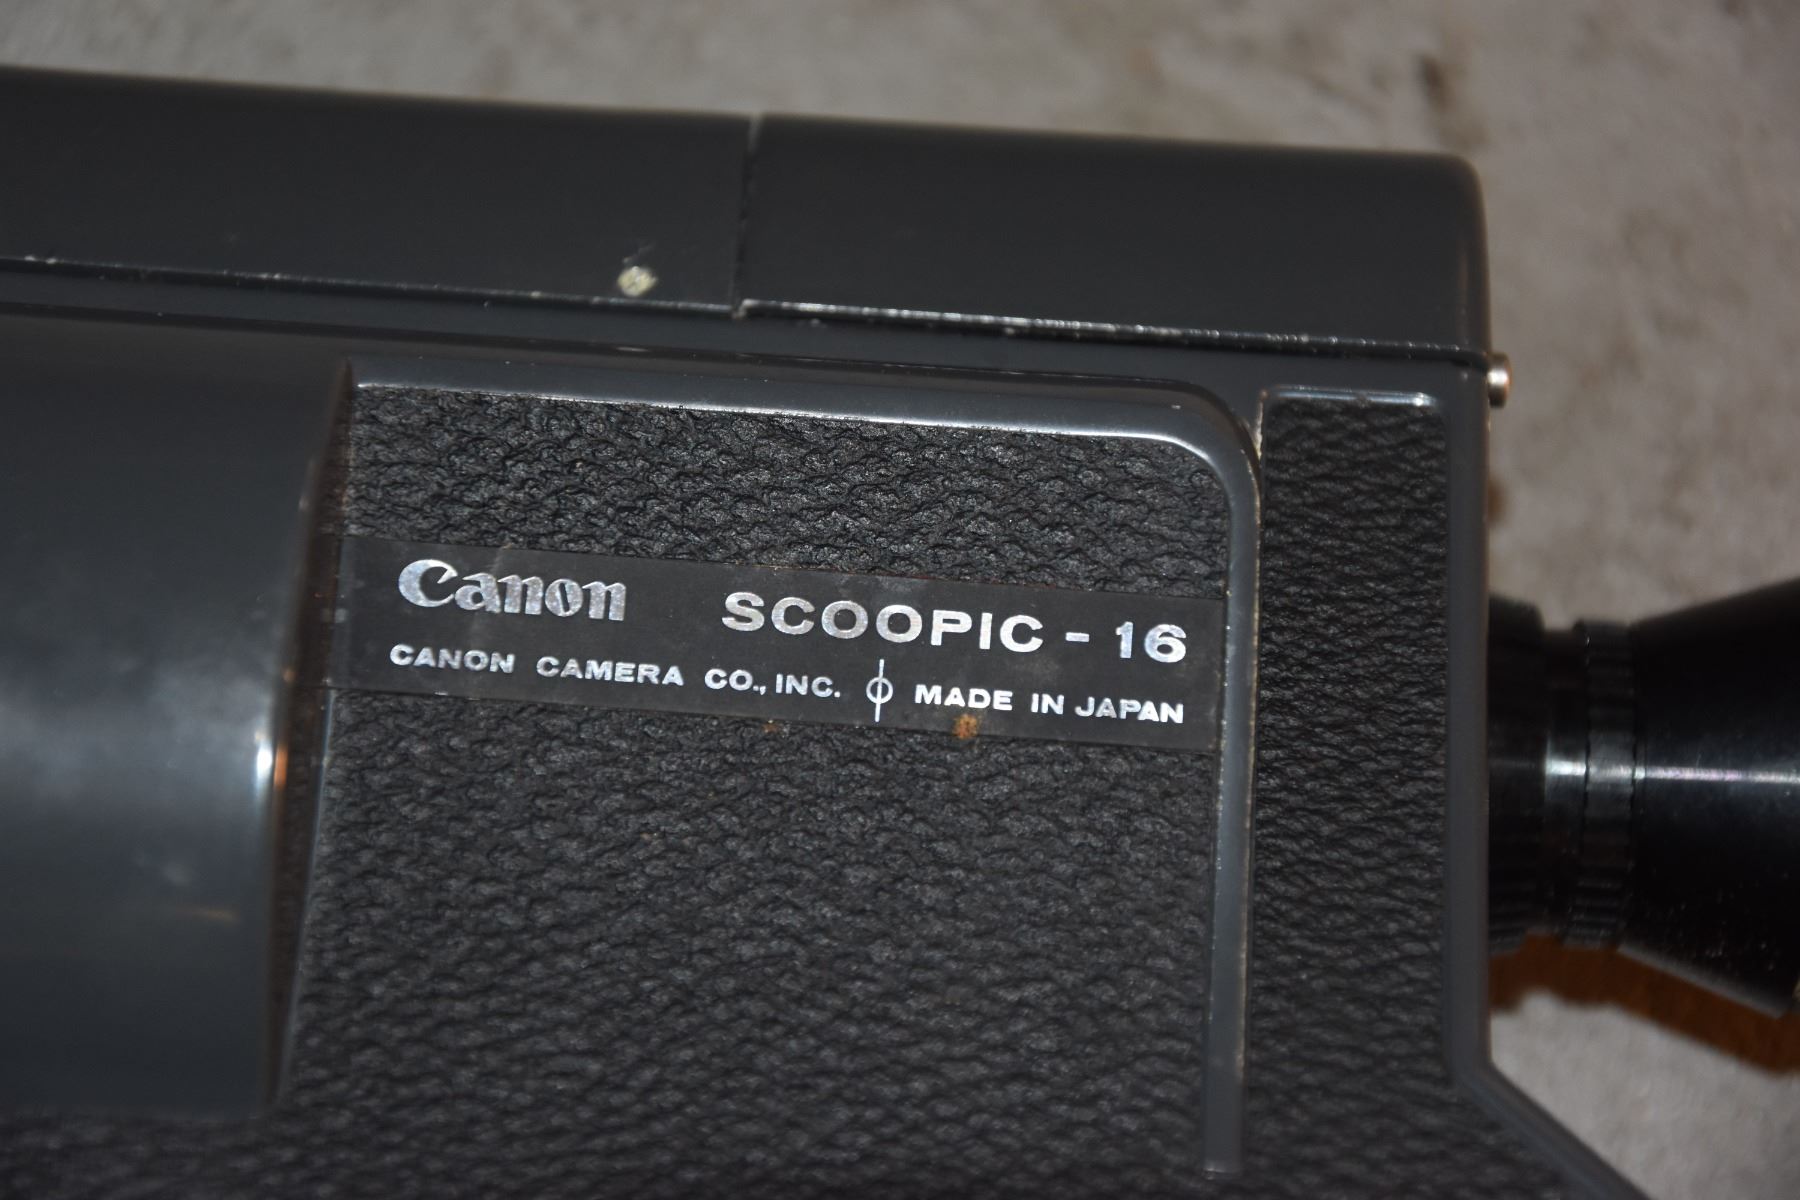 Canon SCOOPIC - 16
CANON CAMERA CO., INC. MADE IN JAPAN